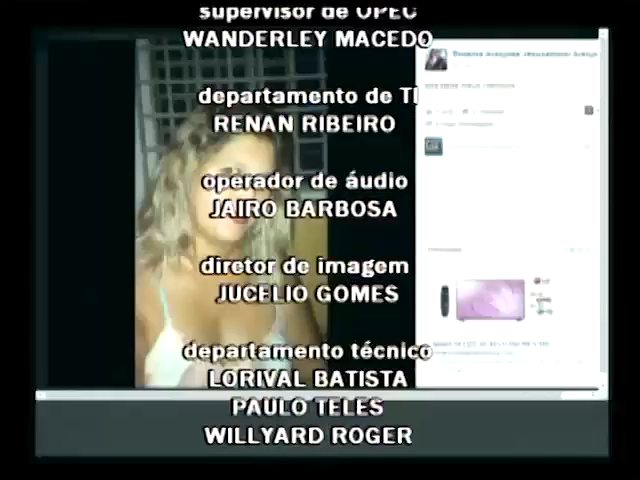 supervisor de OPEC
WANDERLEY MACEDO
departamento de TI
RENAN RIBEIRO
operador de áudio
JAIRO BARBOSA
diretor de imagem
JUCELIO GOMES
departamento técnico
LORIVAL BATISTA
PAULO TELES
WILLYARD ROGER